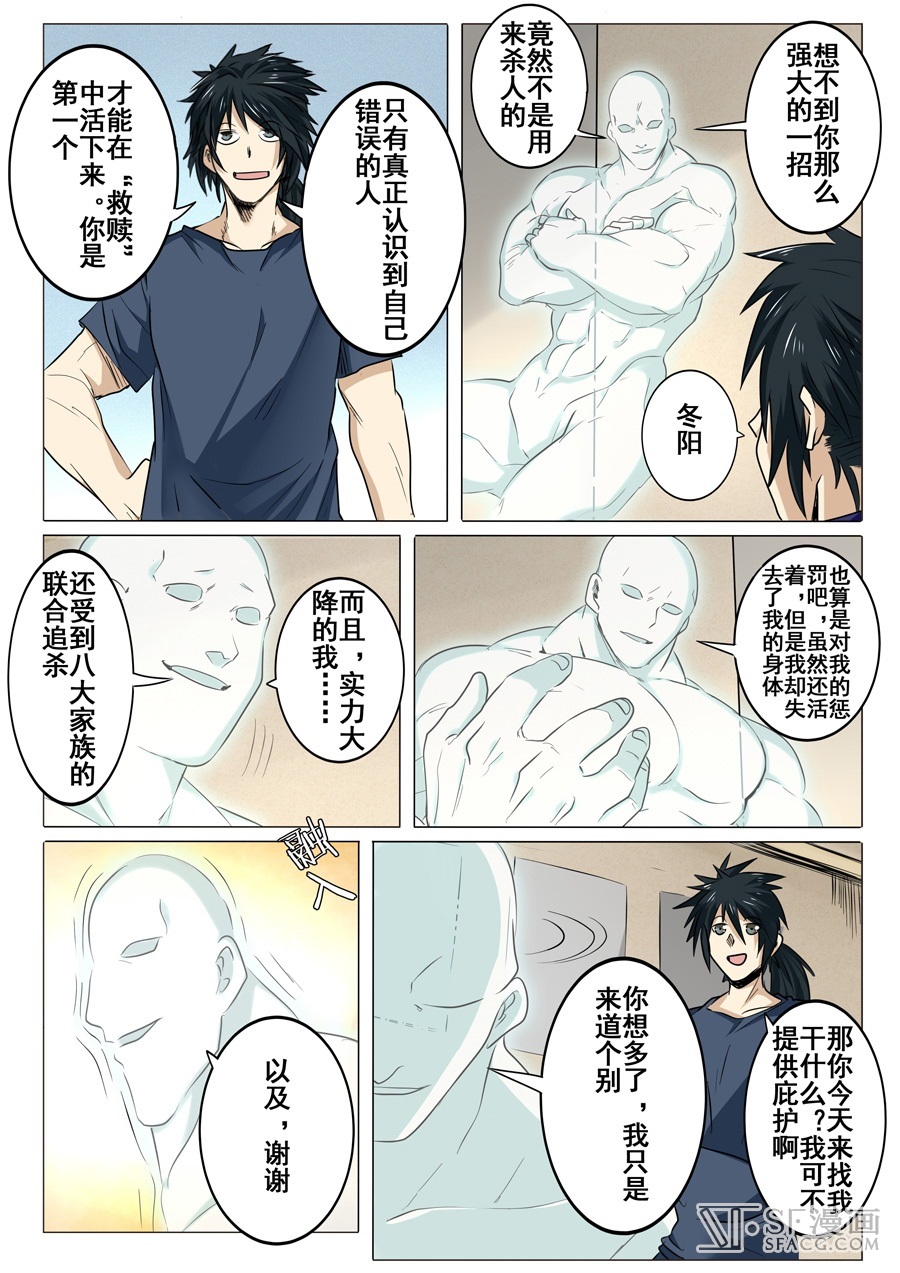 想不到你那么
强大的一招
竟然不是用
来杀人的
冬阳
只有真正认识到自己
错误的人
才能在“救赎”
中活下来。你是
第一个
也算是对我的惩
罚吧，虽然还活
着，但是我却失
去了我的身体
而且，实力大
降的我……
还受到八大家族的
联合追杀
那你今天来找我
干什么？我可不
提供庇护啊
你想多了，我只是
来道个别
融入
以及，谢谢
SF漫画
SFACG.COM